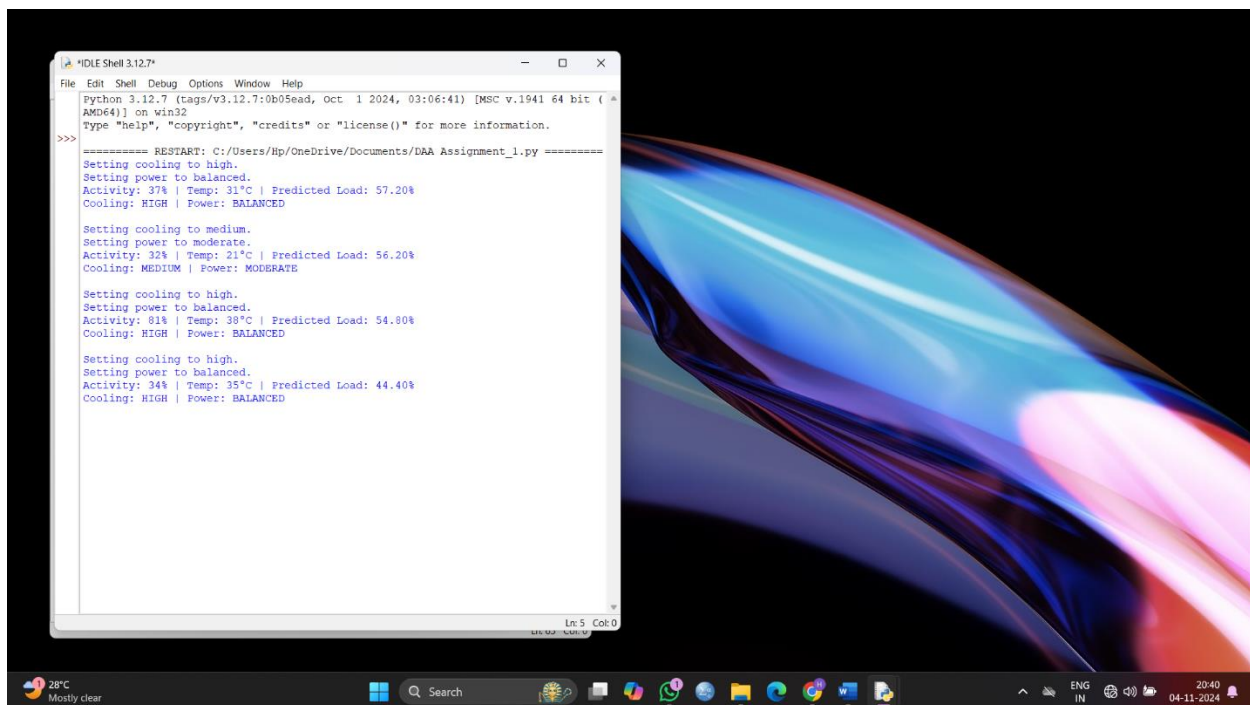 *IDLE Shell 3.12.7*
File Edit Shell Debug Options Window Help
Python 3.12.7 (tags/v3.12.7:0b05ead, Oct  1 2024, 03:06:41) [MSC v.1941 64 bit (
AMD64)] on win32
Type "help", "copyright", "credits" or "license()" for more information.
>>>
========== RESTART: C:/Users/Hp/OneDrive/Documents/DAA Assignment_1.py =========
Setting cooling to high.
Setting power to balanced.
Activity: 37% | Temp: 31°C | Predicted Load: 57.20%
Cooling: HIGH | Power: BALANCED
Setting cooling to medium.
Setting power to moderate.
Activity: 32% | Temp: 21°C | Predicted Load: 56.20%
Cooling: MEDIUM | Power: MODERATE
Setting cooling to high.
Setting power to balanced.
Activity: 81% | Temp: 38°C | Predicted Load: 54.80%
Cooling: HIGH | Power: BALANCED
Setting cooling to high.
Setting power to balanced.
Activity: 34% | Temp: 35°C | Predicted Load: 44.40%
Cooling: HIGH | Power: BALANCED
Ln: 5 Col: 0
1
28°C
Mostly clear
Search
1
ENG
IN
20:40
04-11-2024